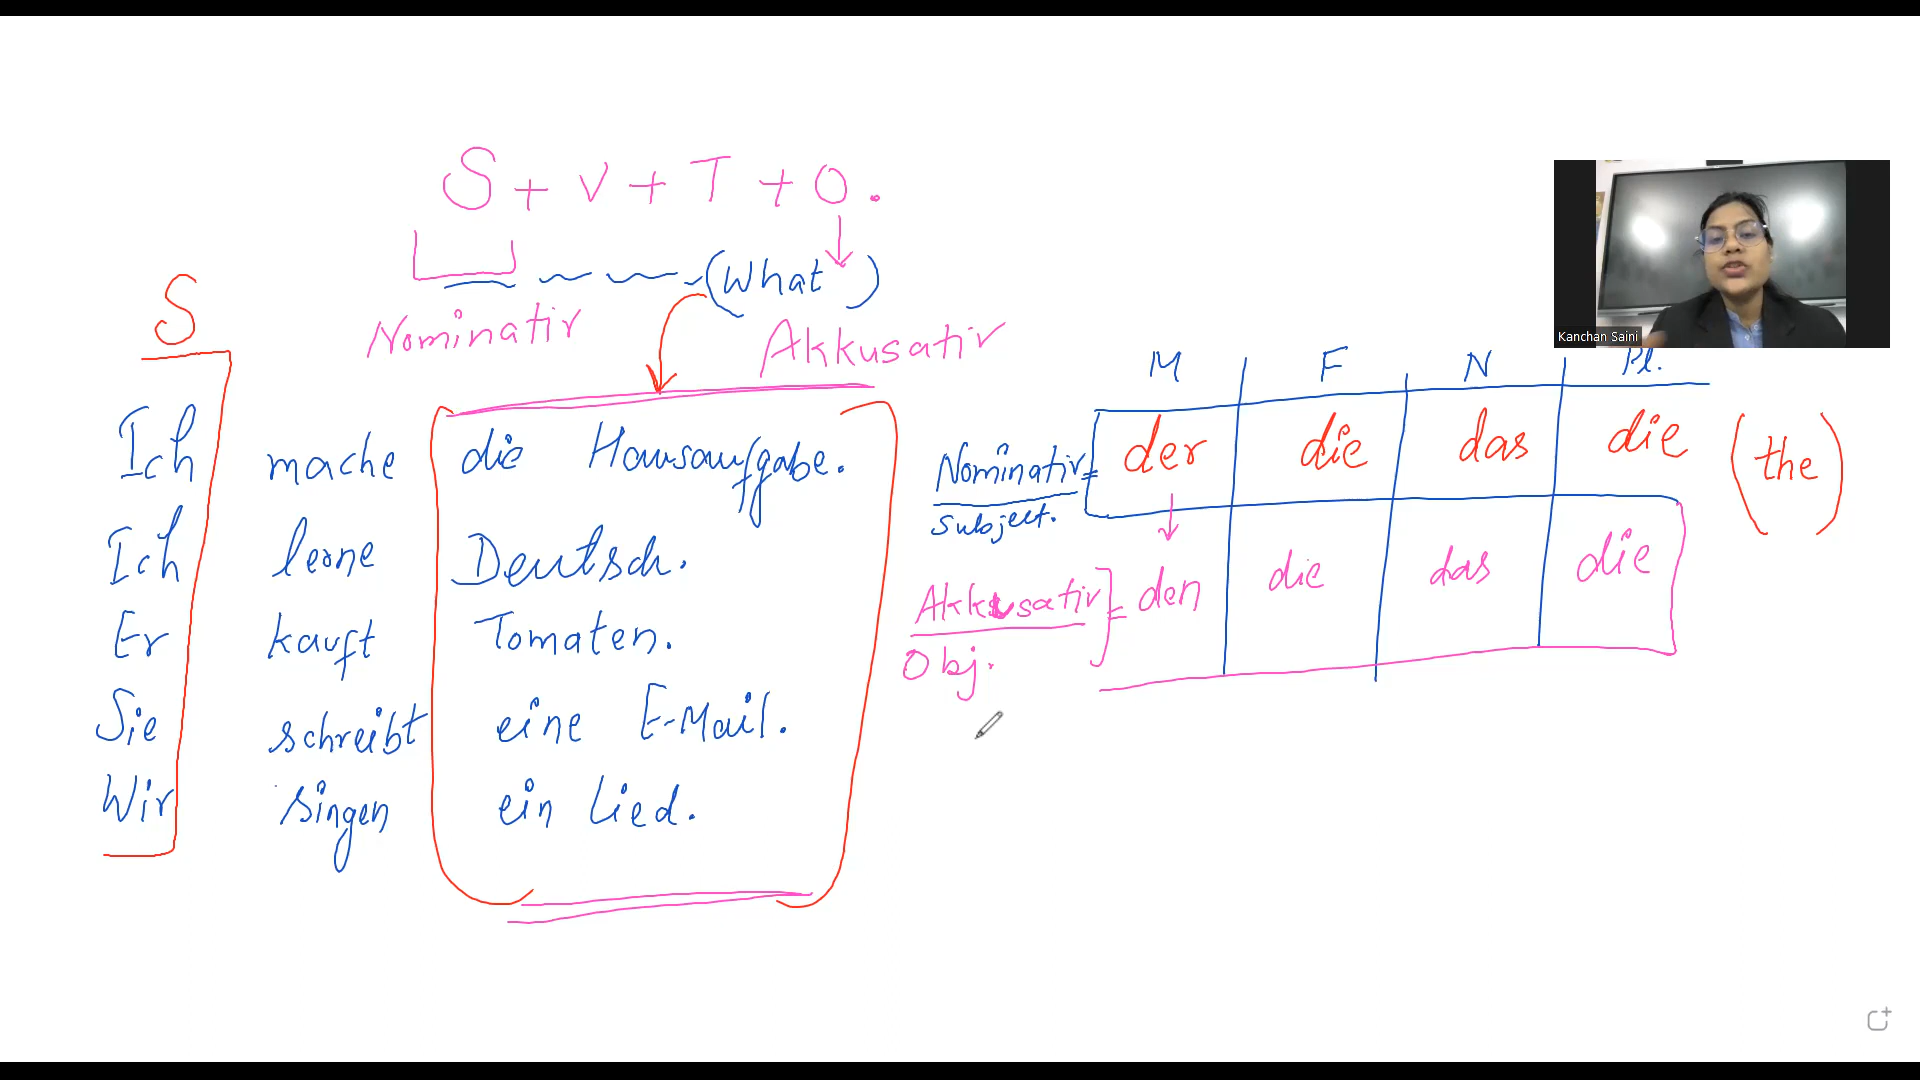 S + V + T + O.
(What)
Nominativ
Akkusativ
S
Ich mache die Hausaufgabe.
Ich lerne Deutsch.
Er kauft Tomaten.
Sie schreibt eine E-Mail.
Wir singen ein Lied.
Kanchan Saini
M F N Pl.
Nominativ = der die das die (the)
Subject.
Akkusativ = den die das die
Obj.